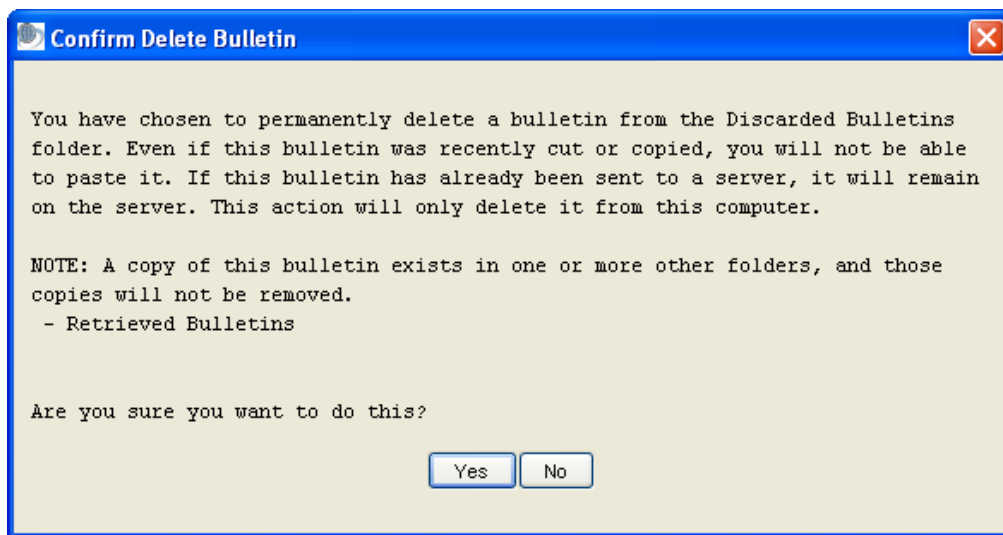 Confirm Delete Bulletin
You have chosen to permanently delete a bulletin from the Discarded Bulletins
folder. Even if this bulletin was recently cut or copied, you will not be able
to paste it. If this bulletin has already been sent to a server, it will remain
on the server. This action will only delete it from this computer.
NOTE: A copy of this bulletin exists in one or more other folders, and those
copies will not be removed.
- Retrieved Bulletins
Are you sure you want to do this?
Yes No